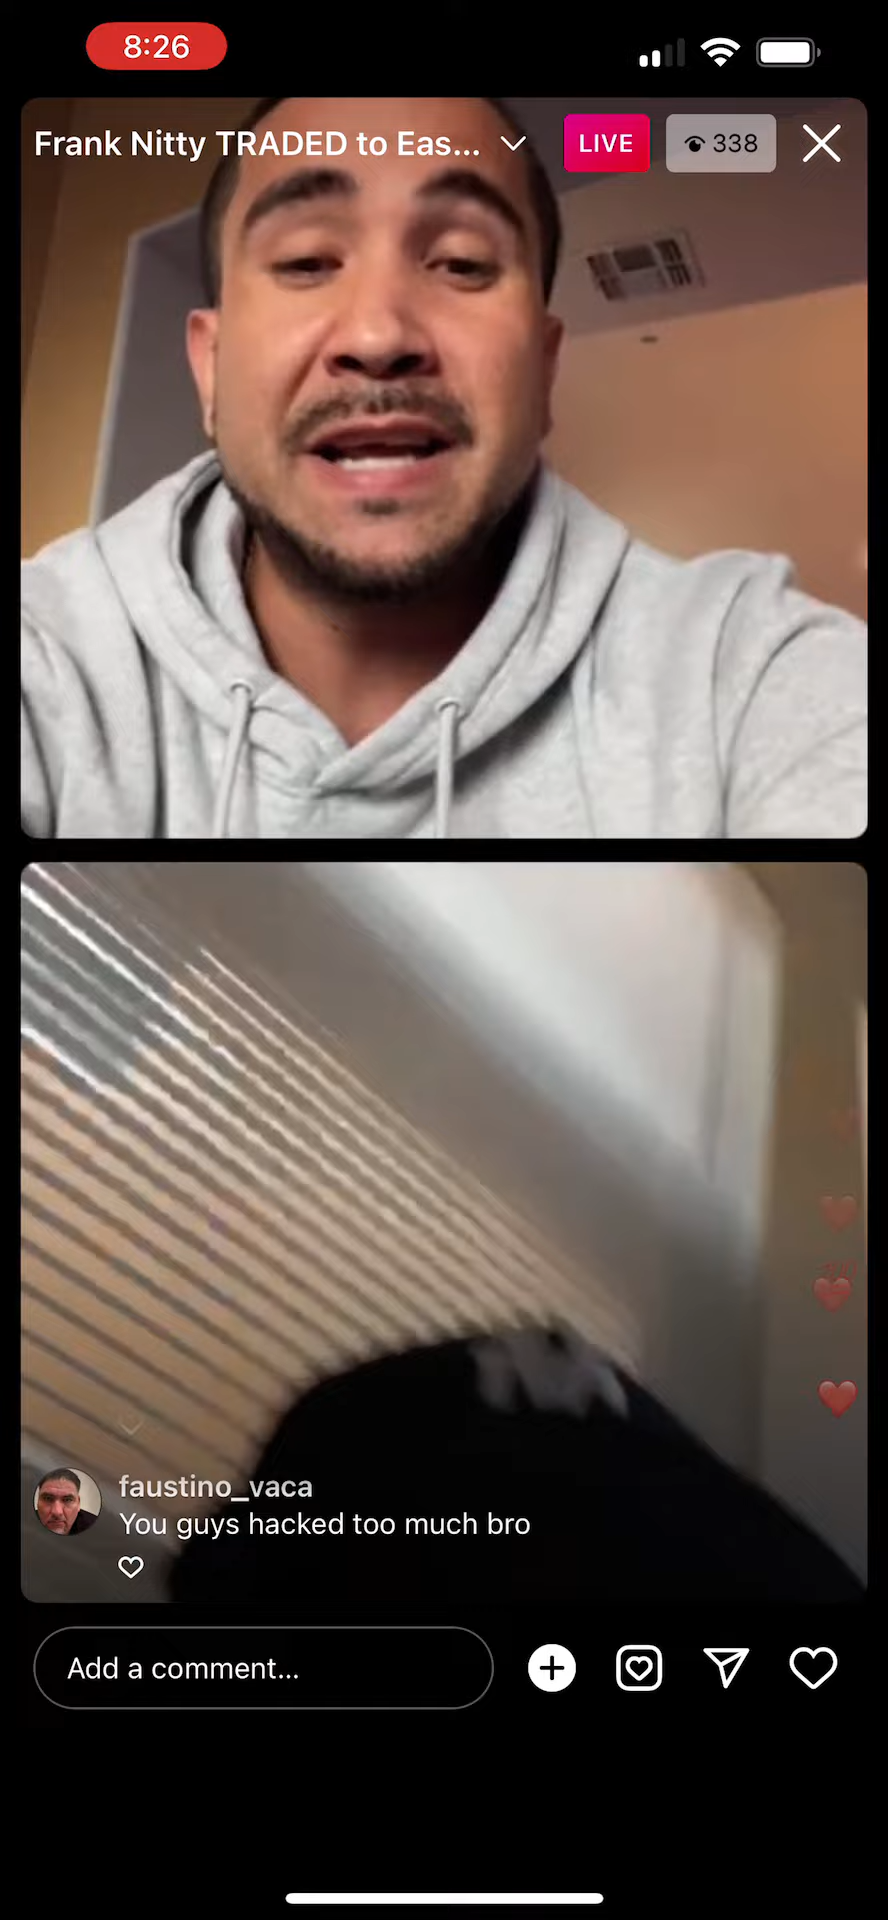 8:26
Frank Nitty TRADED to Eas...
LIVE
338
faustino_vaca
You guys hacked too much bro
Add a comment...